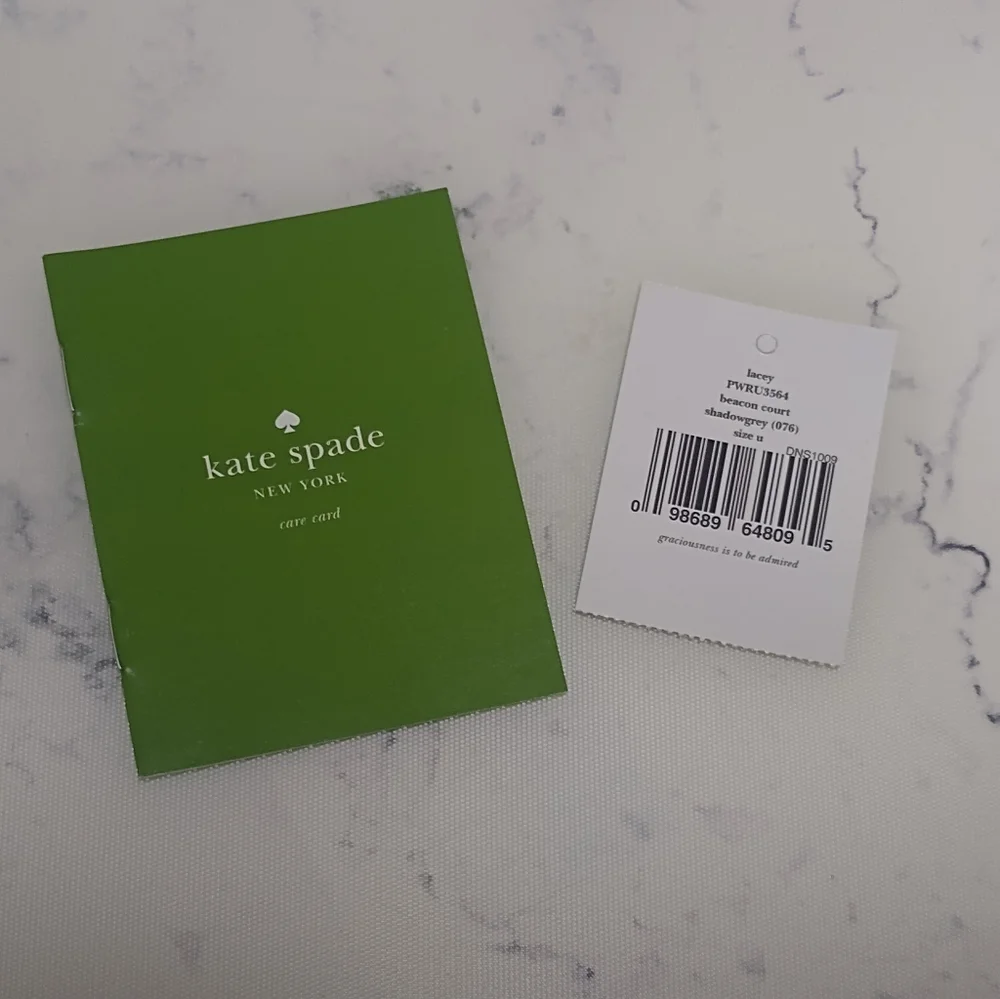 kate spade
NEW YORK
care card
lacey
PWRU3564
beacon court
shadowgrey (076)
size u
DNS1009
0 98689 64809 5
graciousness is to be admired